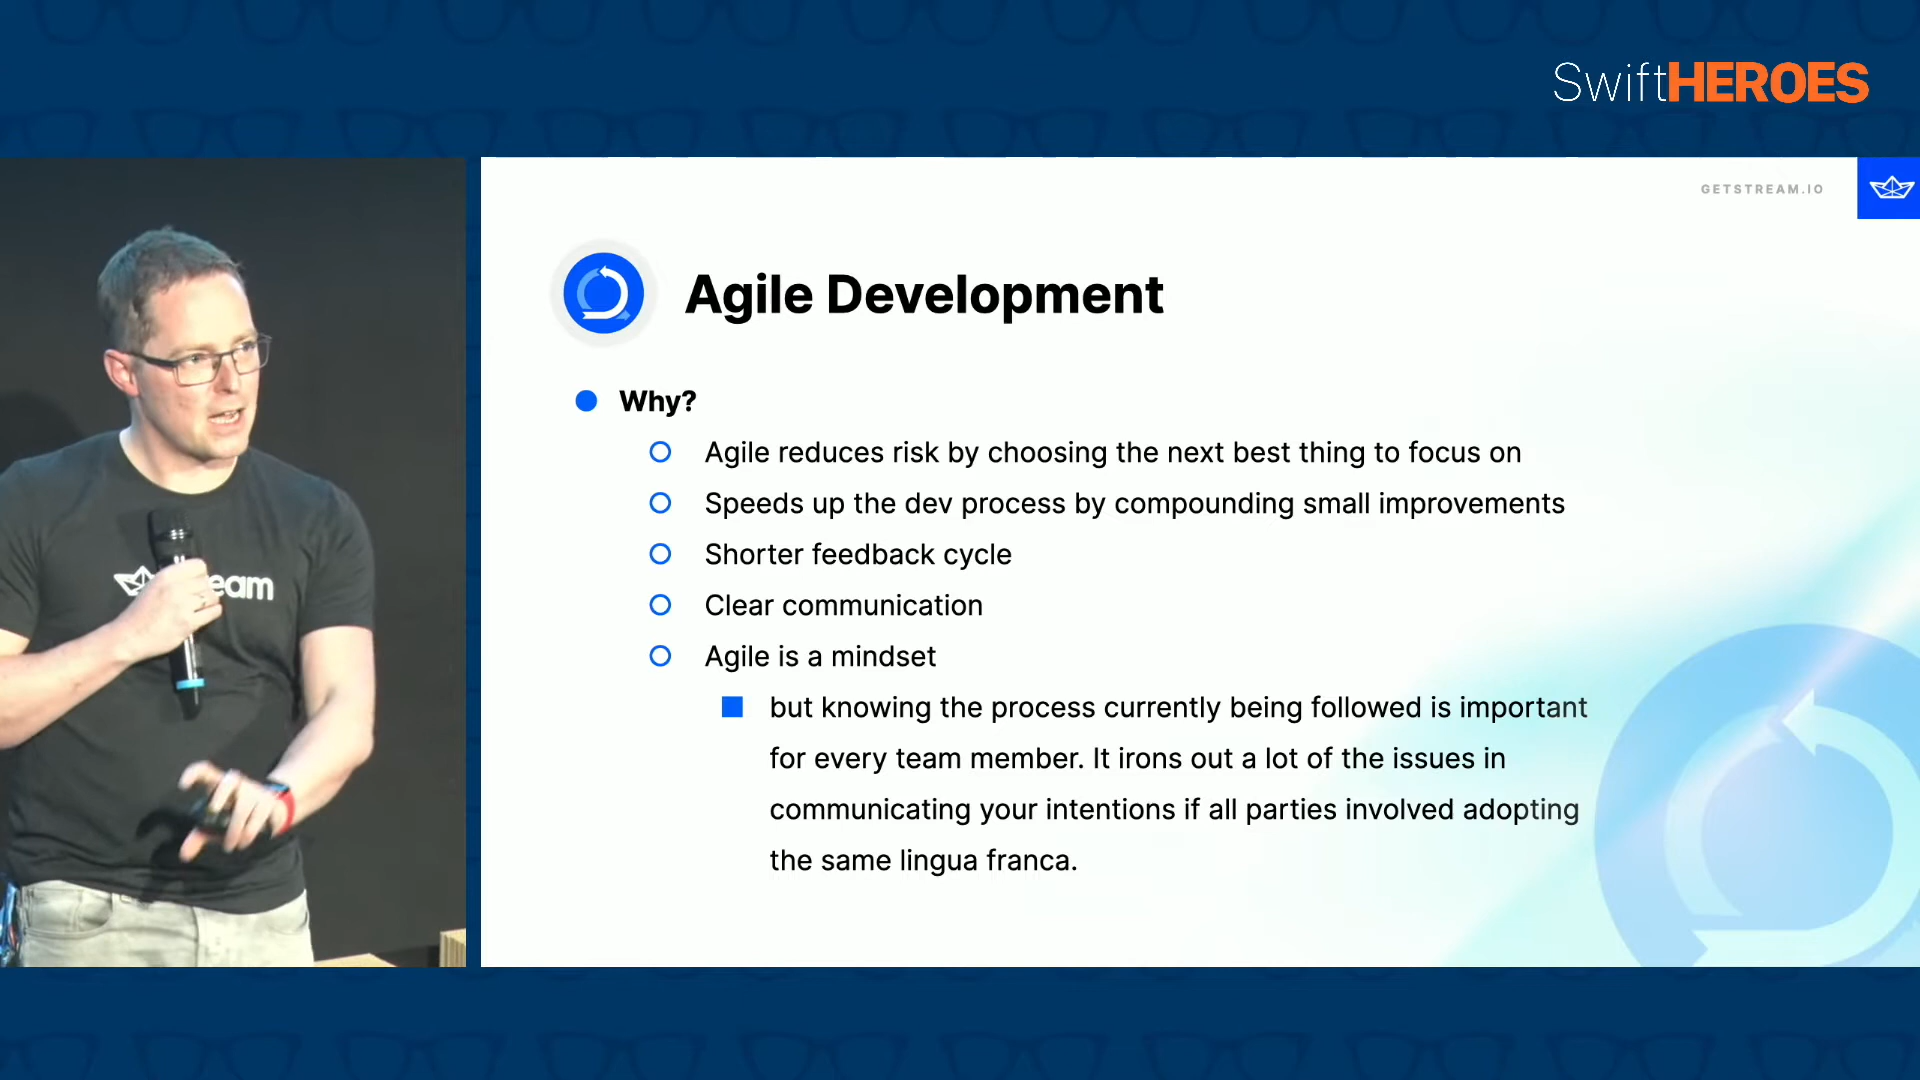 SwiftHEROES
GETSTREAM.IO
Agile Development
Why?
Agile reduces risk by choosing the next best thing to focus on
Speeds up the dev process by compounding small improvements
Shorter feedback cycle
Clear communication
Agile is a mindset
but knowing the process currently being followed is important
for every team member. It irons out a lot of the issues in
communicating your intentions if all parties involved adopting
the same lingua franca.